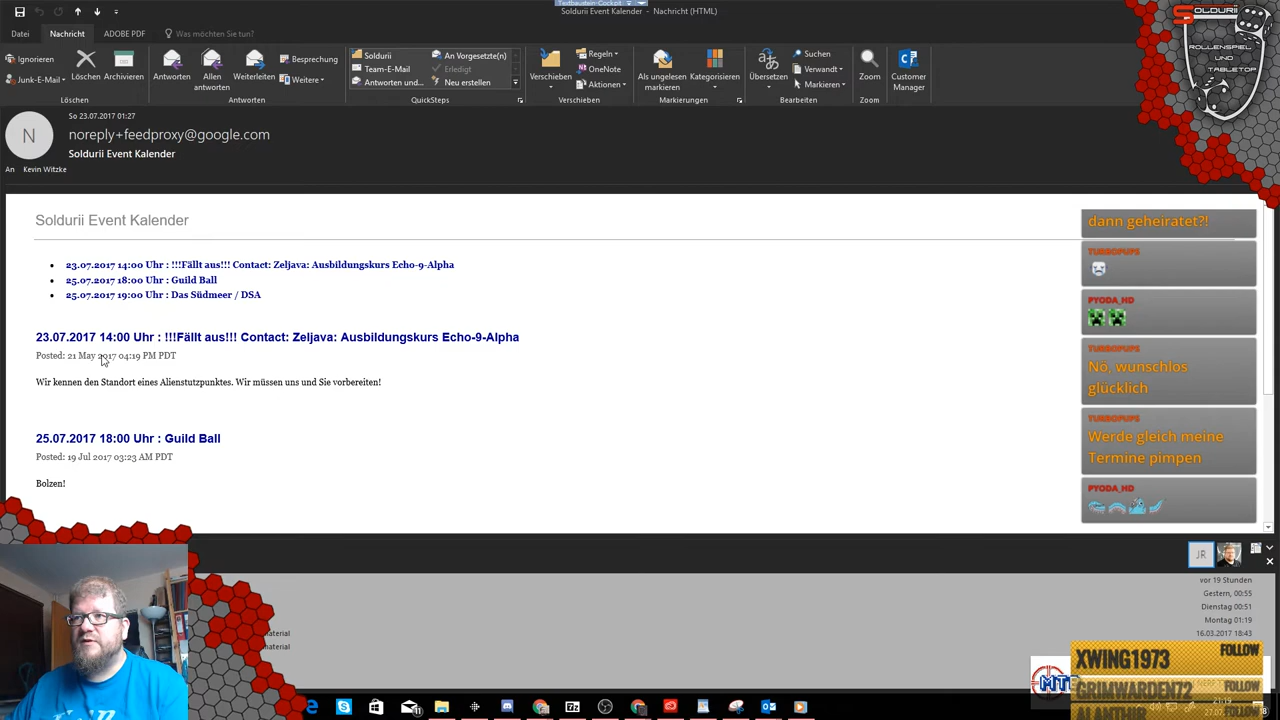 Textbaustein-Cockpit
Soldurii Event Kalender - Nachricht (HTML)
Datei
Nachricht
ADOBE PDF
Was möchten Sie tun?
Ignorieren
Junk-E-Mail
Löschen
Archivieren
Löschen
Antworten
Allen antworten
Weiterleiten
Besprechung
Weitere
Antworten
Soldurii
Team-E-Mail
Antworten und...
An Vorgesetzte(n)
Erledigt
Neu erstellen
QuickSteps
Verschieben
Regeln
OneNote
Aktionen
Verschieben
Als ungelesen markieren
Kategorisieren
Markierungen
Übersetzen
Suchen
Verwandt
Markieren
Bearbeiten
Zoom
Zoom
Customer Manager
SOLDURII
ROLLENSPIEL
UND
TABLETOP
So 23.07.2017 01:27
N
noreply+feedproxy@google.com
Soldurii Event Kalender
An Kevin Witzke
Soldurii Event Kalender
23.07.2017 14:00 Uhr : !!!Fällt aus!!! Contact: Zeljava: Ausbildungskurs Echo-9-Alpha
25.07.2017 18:00 Uhr : Guild Ball
25.07.2017 19:00 Uhr : Das Südmeer / DSA
23.07.2017 14:00 Uhr : !!!Fällt aus!!! Contact: Zeljava: Ausbildungskurs Echo-9-Alpha
Posted: 21 May 2017 04:19 PM PDT
Wir kennen den Standort eines Alienstutzpunktes. Wir müssen uns und Sie vorbereiten!
25.07.2017 18:00 Uhr : Guild Ball
Posted: 19 Jul 2017 03:23 AM PDT
Bolzen!
dann geheiratet?!
TURBOPUPS
PYODA_HD
TURBOPUPS
Nö, wunschlos
glücklich
TURBOPUPS
Werde gleich meine
Termine pimpen
PYODA_HD
JR
vor 19 Stunden
Gestern, 00:55
Dienstag 00:51
Montag 01:19
16.03.2017 18:43
aterial
aterial
XWING1973 FOLLOW
GRIMWARDEN72 FOLLOW
ALANTHIR
21:19